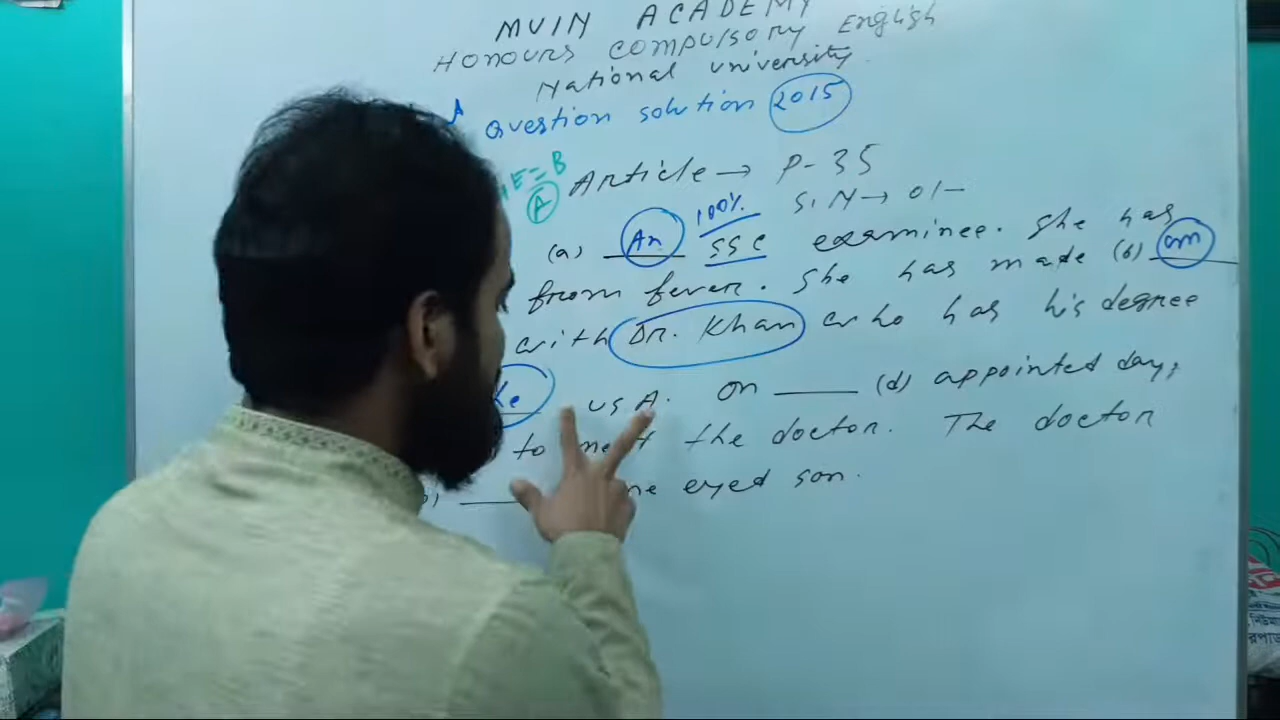 MUIN ACADEMY
HONOURS COMPULSORY English
National University
Question solution 2015
E = B
A
Article → P-35
S.N → 01
100%
(a) An SSC examinee. She has
from fever. She has made (b) an
with Dr. Khan who has his degree
USA. on ____ (d) appointed day,
to meet the doctor. The doctor
____ eyed son.